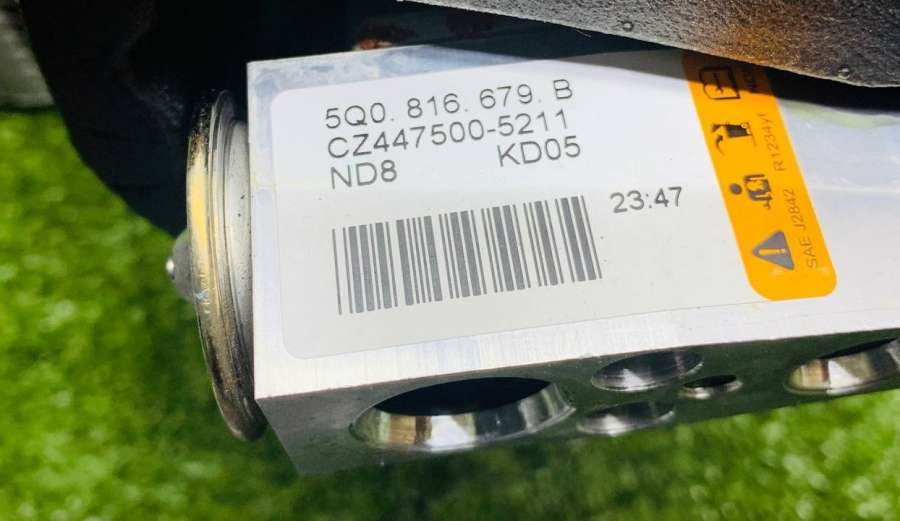 5Q0. 816. 679. B
CZ447500-5211
ND8 KD05
23:47
SAE J2842 R1234yf